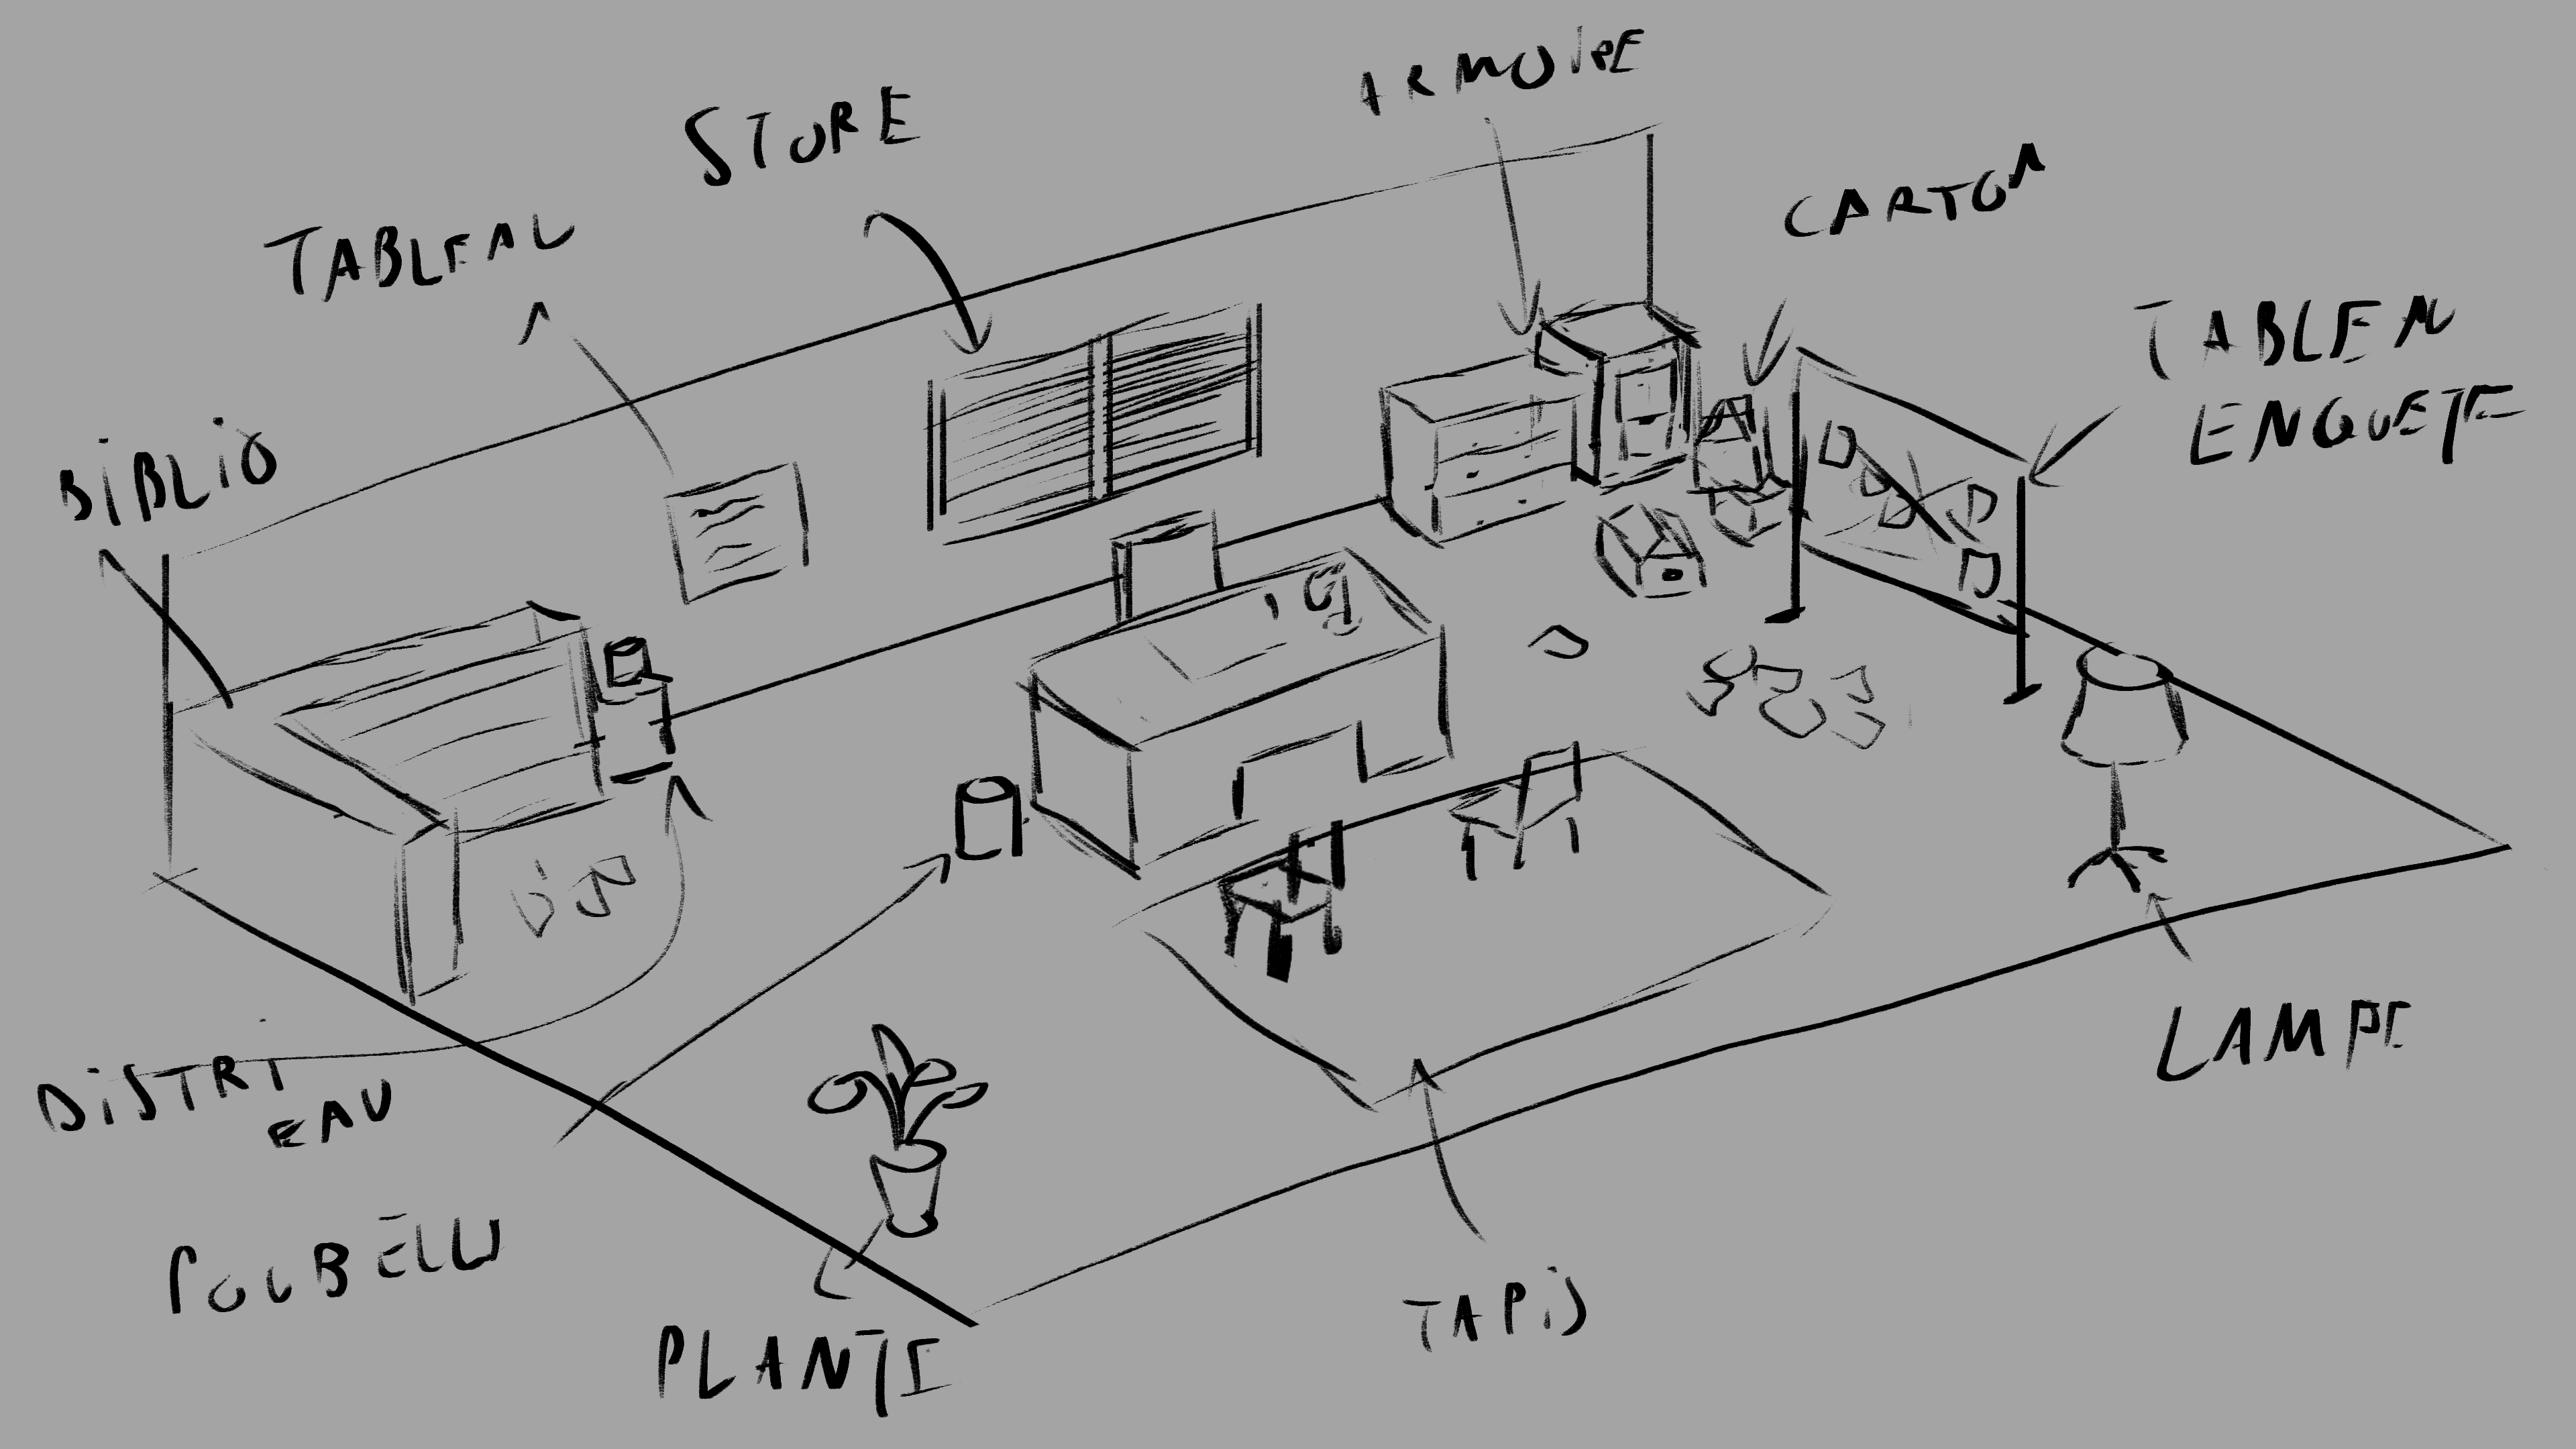 ARMOIRE
STORE
CARTON
TABLEAU
TABLEAU
ENQUETE
BIBLIO
LAMPE
DISTRI
EAU
POUBELLE
TAPIS
PLANTE